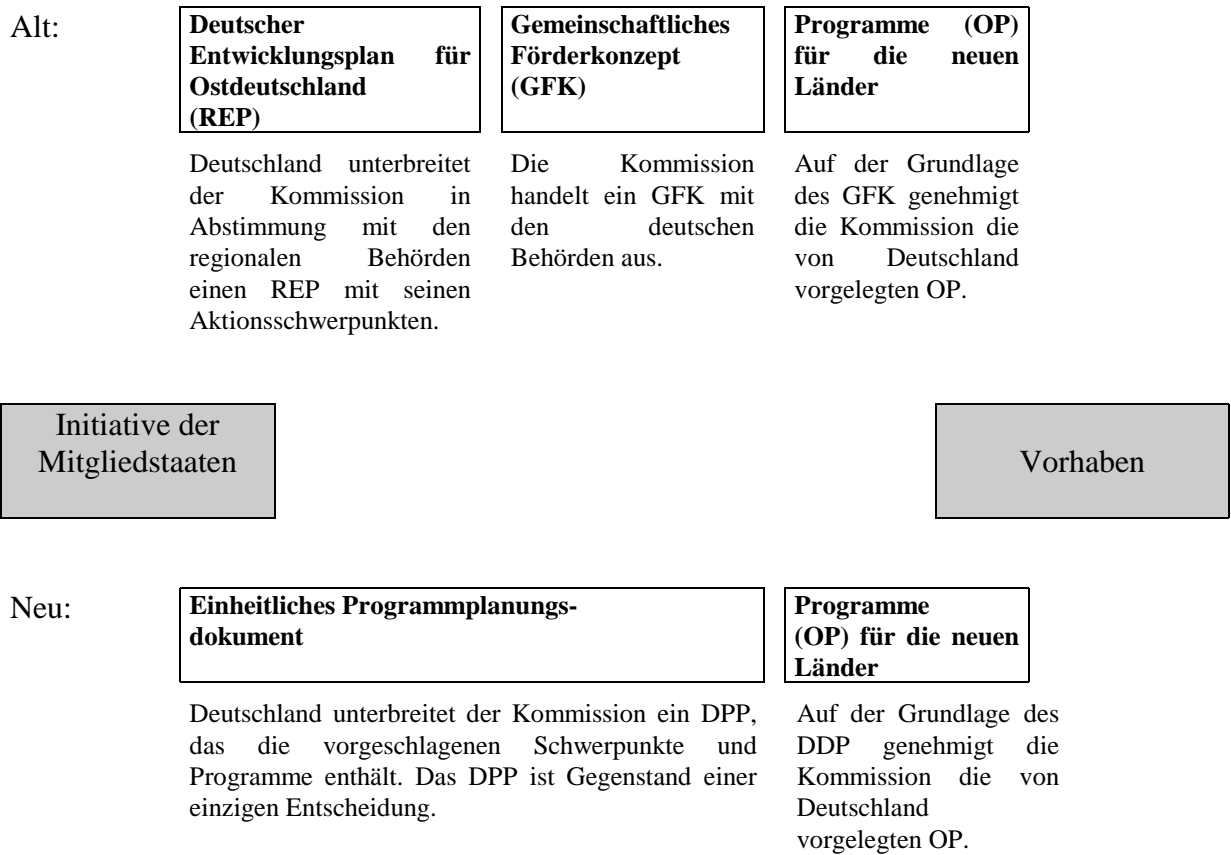 Alt:
Deutscher
Entwicklungsplan für
Ostdeutschland
(REP)
Gemeinschaftliches
Förderkonzept
(GFK)
Programme (OP)
für die neuen
Länder
Deutschland unterbreitet
der Kommission in
Abstimmung mit den
regionalen Behörden
einen REP mit seinen
Aktionsschwerpunkten.
Die Kommission
handelt ein GFK mit
den deutschen
Behörden aus.
Auf der Grundlage
des GFK genehmigt
die Kommission die
von Deutschland
vorgelegten OP.
Initiative der
Mitgliedstaaten
Vorhaben
Neu:
Einheitliches Programmplanungs-
dokument
Programme
(OP) für die neuen
Länder
Deutschland unterbreitet der Kommission ein DPP,
das die vorgeschlagenen Schwerpunkte und
Programme enthält. Das DPP ist Gegenstand einer
einzigen Entscheidung.
Auf der Grundlage des
DDP genehmigt die
Kommission die von
Deutschland
vorgelegten OP.